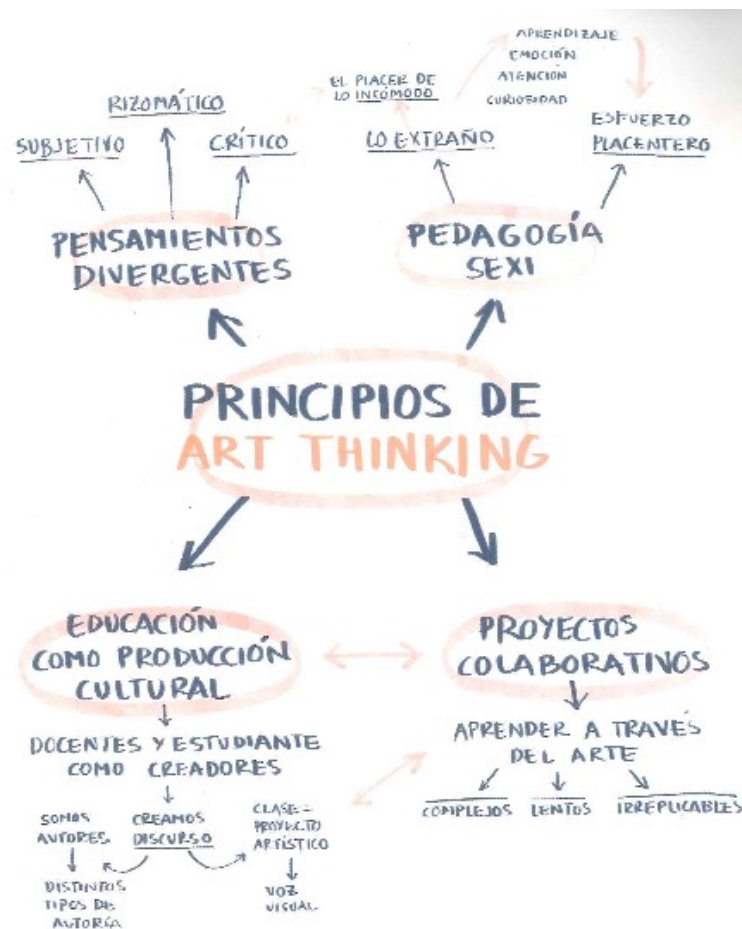 APRENDIZAJE
EMOCIÓN
ATENCIÓN
CURIOSIDAD
EL PLACER DE
LO INCÓMODO
RIZOMÁTICO
SUBJETIVO
CRÍTICO
LO EXTRAÑO
ESFUERZO
PLACENTERO
PENSAMIENTOS
DIVERGENTES
PEDAGOGÍA
SEXI
PRINCIPIOS DE
ART THINKING
EDUCACIÓN
COMO PRODUCCIÓN
CULTURAL
DOCENTES Y ESTUDIANTE
COMO CREADORES
SOMOS
AUTORES
CREAMOS
DISCURSO
CLASE =
PROYECTO
ARTÍSTICO
DISTINTOS
TIPOS DE
AUTORÍA
VOZ
VISUAL
PROYECTOS
COLABORATIVOS
APRENDER A TRAVÉS
DEL ARTE
COMPLEJOS
LENTOS
IRREPLICABLES